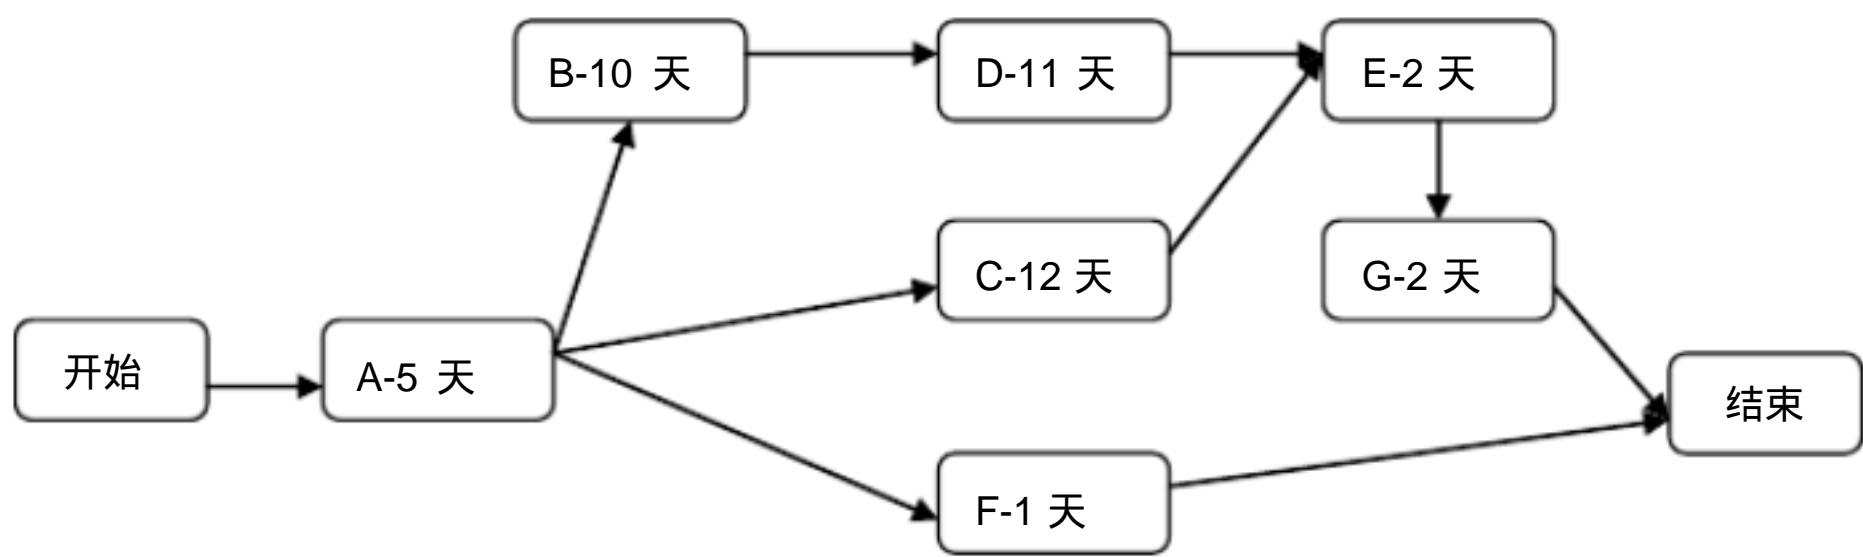 B-10 天
D-11 天
E-2 天
C-12 天
G-2 天
开始
A-5 天
结束
F-1 天